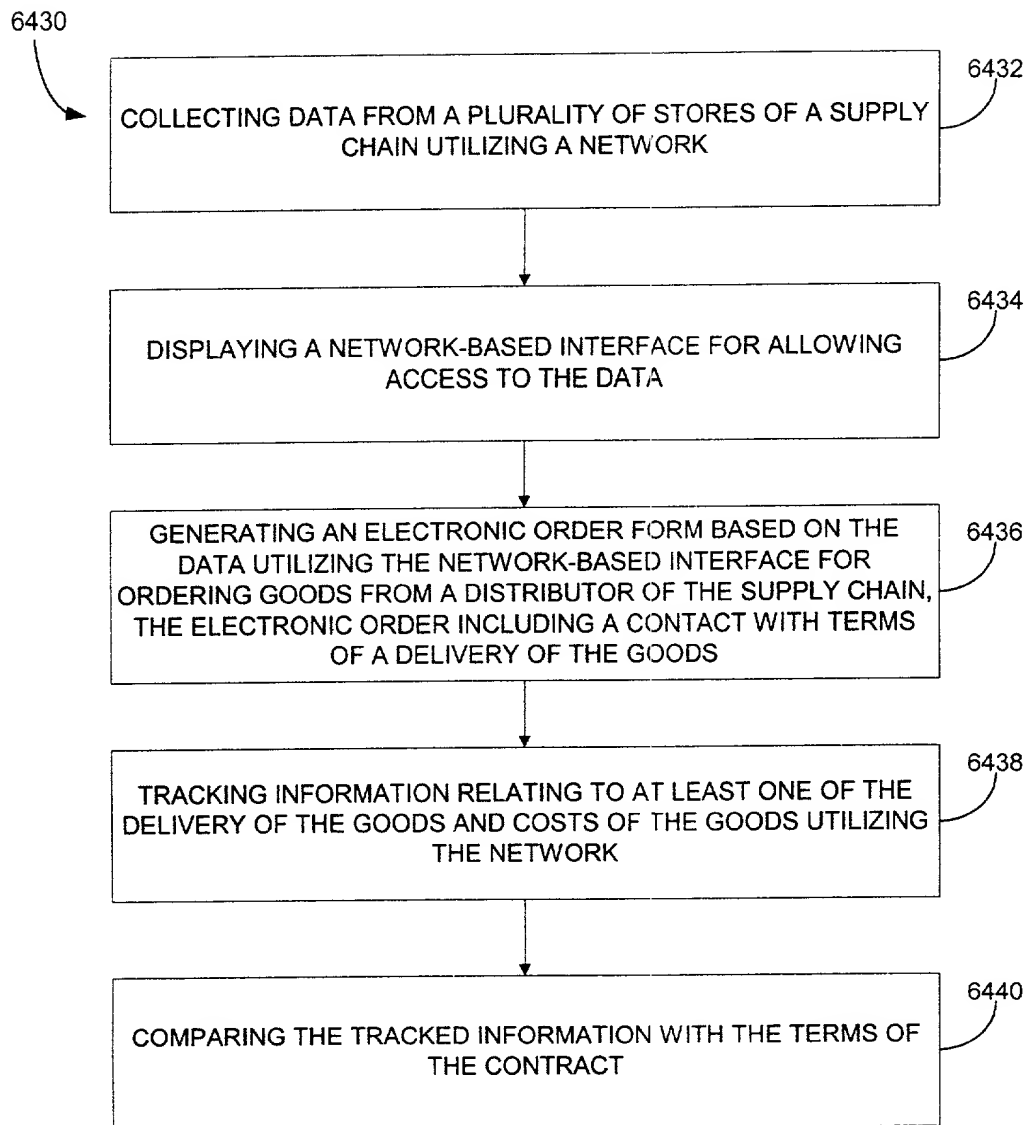 6430
6432
COLLECTING DATA FROM A PLURALITY OF STORES OF A SUPPLY
CHAIN UTILIZING A NETWORK
6434
DISPLAYING A NETWORK-BASED INTERFACE FOR ALLOWING
ACCESS TO THE DATA
6436
GENERATING AN ELECTRONIC ORDER FORM BASED ON THE
DATA UTILIZING THE NETWORK-BASED INTERFACE FOR
ORDERING GOODS FROM A DISTRIBUTOR OF THE SUPPLY CHAIN,
THE ELECTRONIC ORDER INCLUDING A CONTACT WITH TERMS
OF A DELIVERY OF THE GOODS
6438
TRACKING INFORMATION RELATING TO AT LEAST ONE OF THE
DELIVERY OF THE GOODS AND COSTS OF THE GOODS UTILIZING
THE NETWORK
6440
COMPARING THE TRACKED INFORMATION WITH THE TERMS OF
THE CONTRACT